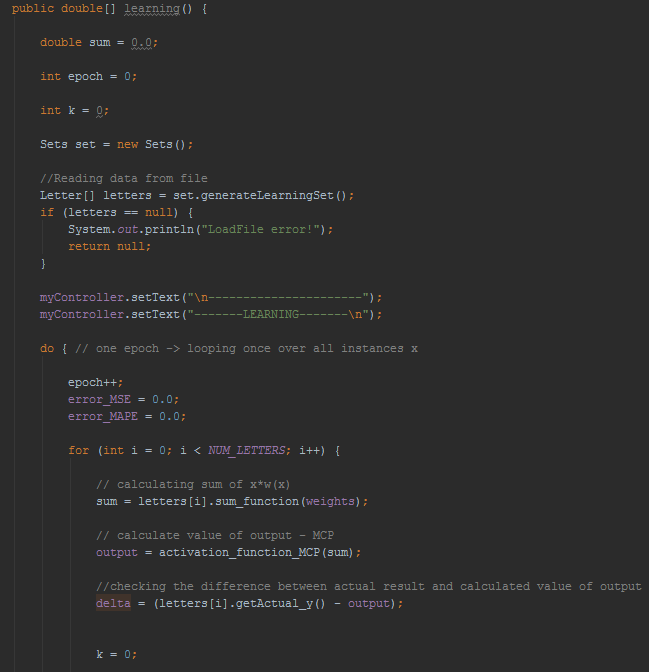 public double[] learning() {
double sum = 0.0;
int epoch = 0;
int k = 0;
Sets set = new Sets();
//Reading data from file
Letter[] letters = set.generateLearningSet();
if (letters == null) {
System.out.println("LoadFile error!");
return null;
}
myController.setText("\n----------------------");
myController.setText("-------LEARNING-------\n");
do { // one epoch -> looping once over all instances x
epoch++;
error_MSE = 0.0;
error_MAPE = 0.0;
for (int i = 0; i < NUM_LETTERS; i++) {
// calculating sum of x*w(x)
sum = letters[i].sum_function(weights);
// calculate value of output - MCP
output = activation_function_MCP(sum);
//checking the difference between actual result and calculated value of output
delta = (letters[i].getActual_y() - output);
k = 0;